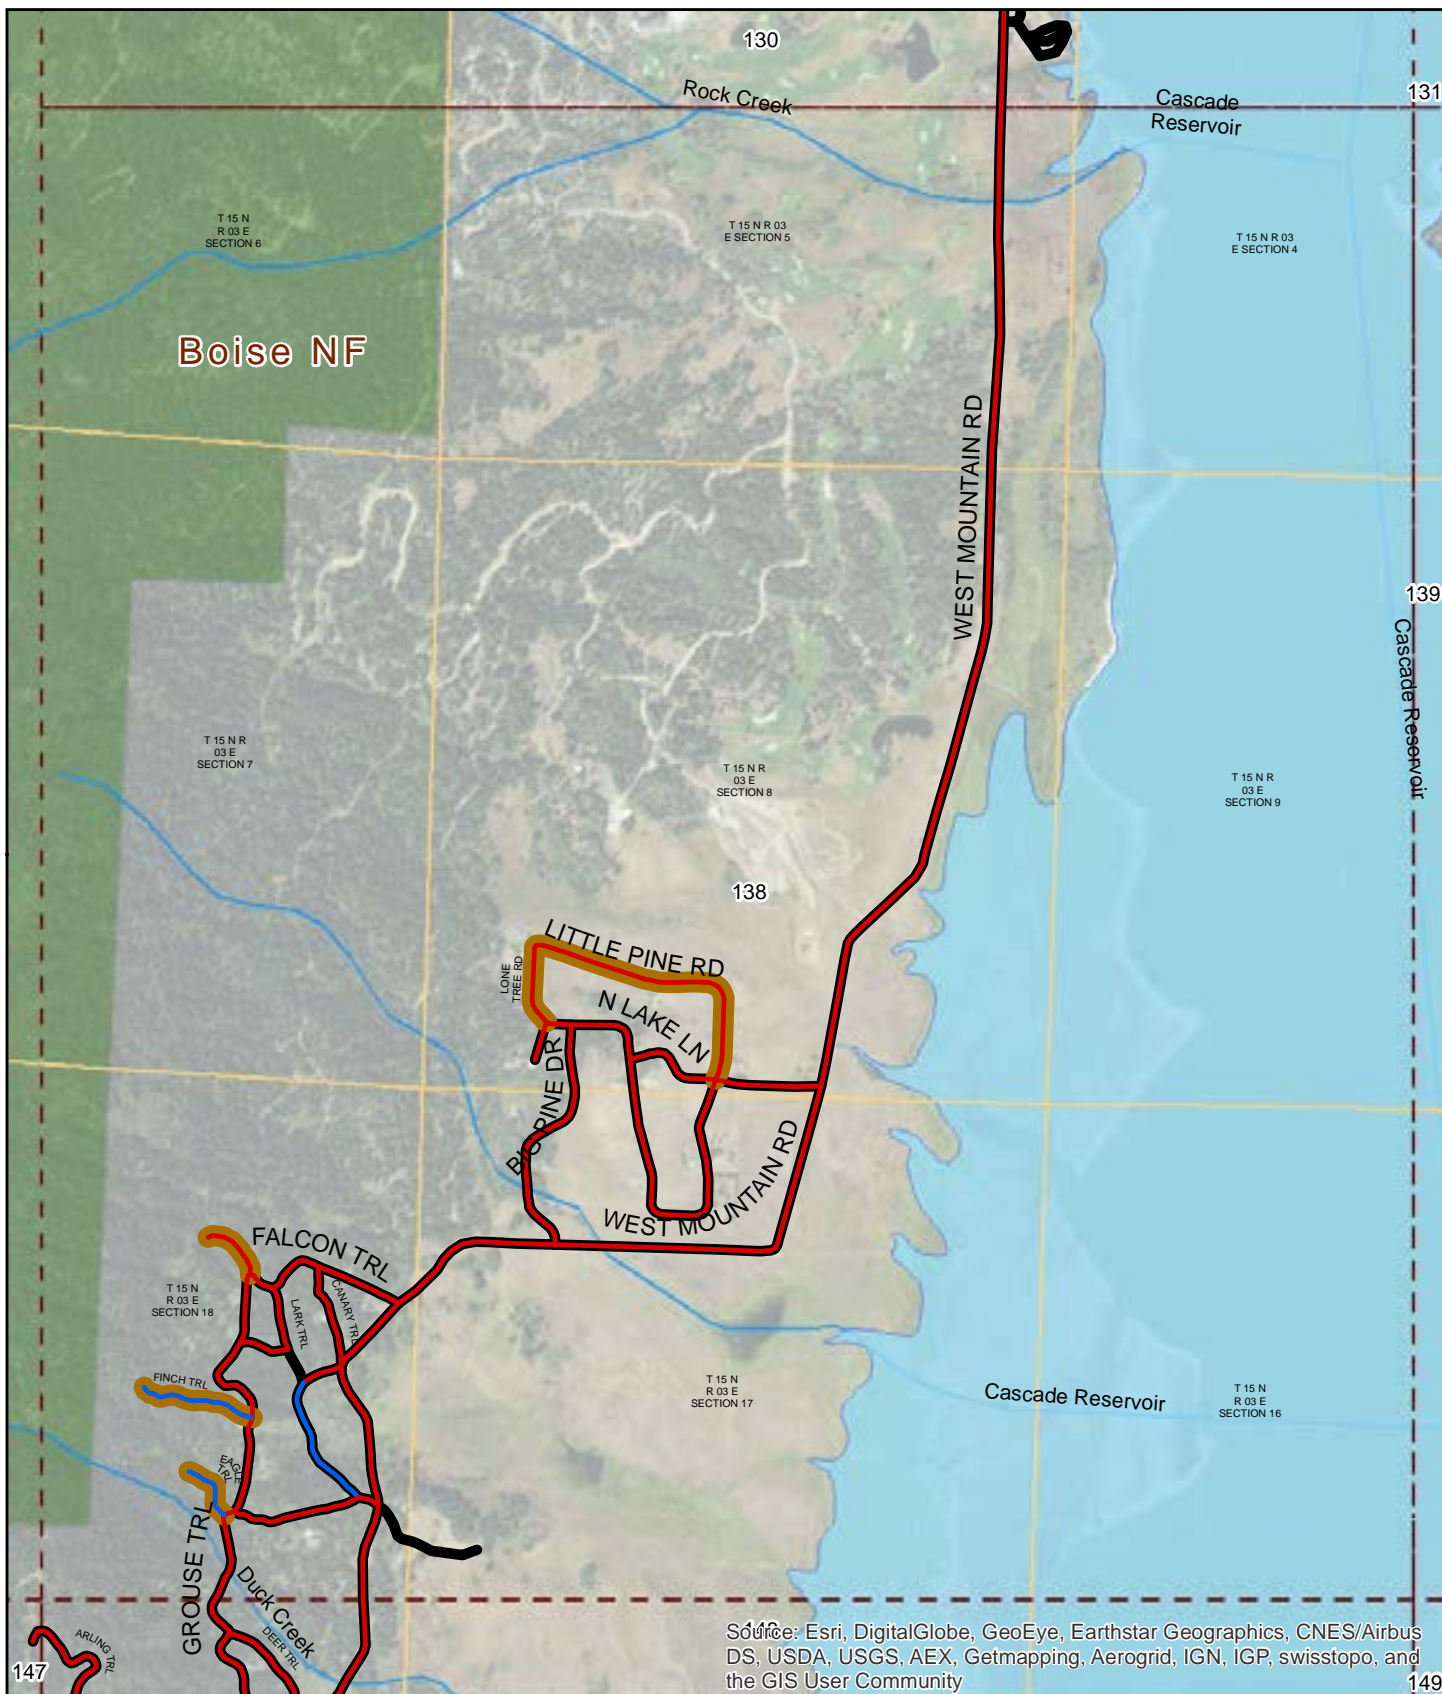 130
Rock Creek
Cascade
Reservoir
131
T 15 N
R 03 E
SECTION 6
T 15 N R 03
E SECTION 5
T 15 N R 03
E SECTION 4
Boise NF
WEST MOUNTAIN RD
139
Cascade Reservoir
T 15 N R
03 E
SECTION 7
T 15 N R
03 E
SECTION 8
T 15 N R
03 E
SECTION 9
138
LITTLE PINE RD
LONE
TREE RD
N LAKE LN
BIG PINE DR
WEST MOUNTAIN RD
FALCON TRL
T 15 N
R 03 E
SECTION 18
LARK TRL
CANARY TRL
FINCH TRL
T 15 N
R 03 E
SECTION 17
Cascade Reservoir
T 15 N
R 03 E
SECTION 16
EAGLE
TRL
GROUSE TRL
Duck Creek
DEER TRL
ARLING
TRL
147
Source: Esri, DigitalGlobe, GeoEye, Earthstar Geographics, CNES/Airbus
DS, USDA, USGS, AEX, Getmapping, Aerogrid, IGN, IGP, swisstopo, and
the GIS User Community
149